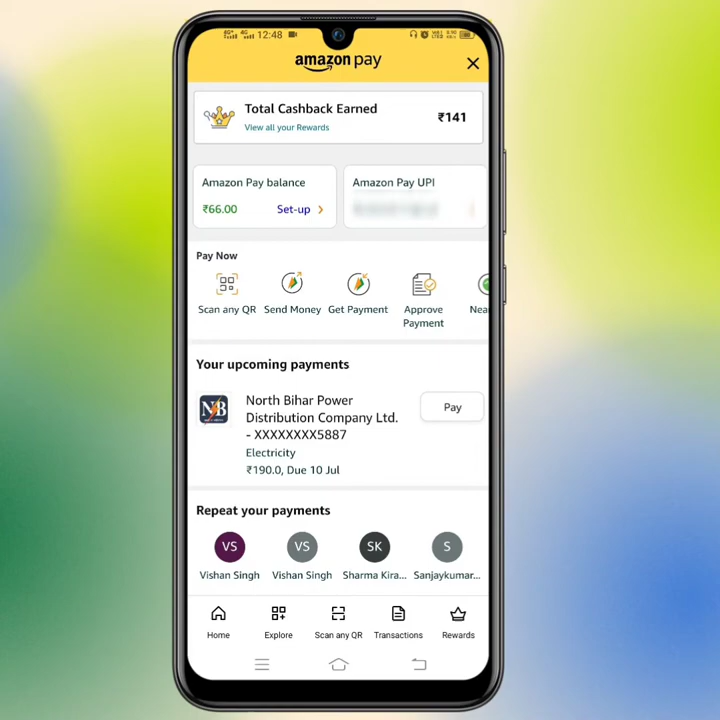 12:48
amazon pay
Total Cashback Earned
View all your Rewards
₹141
Amazon Pay balance
₹66.00 Set-up
Amazon Pay UPI
Pay Now
Scan any QR
Send Money
Get Payment
Approve
Payment
Nea
Your upcoming payments
North Bihar Power
Distribution Company Ltd.
- XXXXXXXX5887
Electricity
₹190.0, Due 10 Jul
NB
Pay
Repeat your payments
VS
VS
SK
S
Vishan Singh
Vishan Singh
Sharma Kira...
Sanjaykumar...
Home
Explore
Scan any QR
Transactions
Rewards